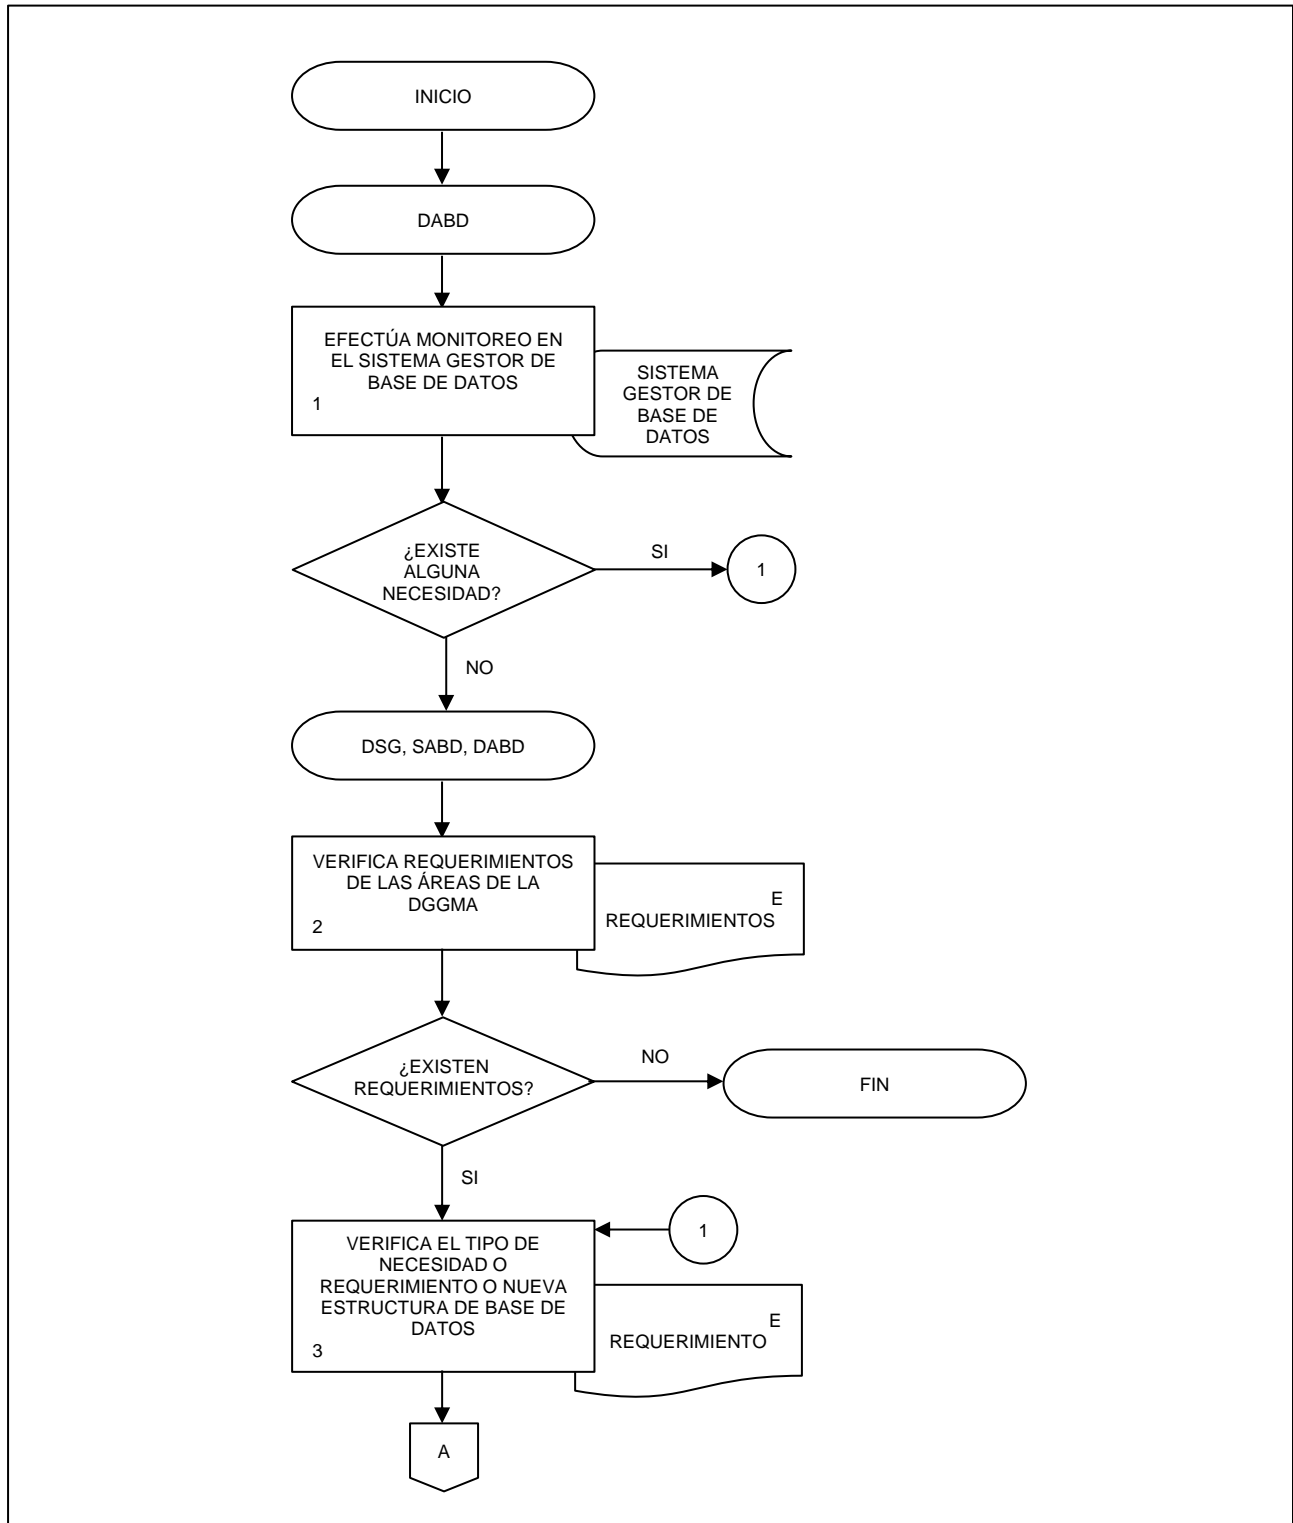 INICIO
DABD
EFECTÚA MONITOREO EN
EL SISTEMA GESTOR DE
BASE DE DATOS
1
SISTEMA
GESTOR DE
BASE DE
DATOS
¿EXISTE
ALGUNA
NECESIDAD?
SI
1
NO
DSG, SABD, DABD
VERIFICA REQUERIMIENTOS
DE LAS ÁREAS DE LA
DGGMA
2
E
REQUERIMIENTOS
¿EXISTEN
REQUERIMIENTOS?
NO
FIN
SI
1
VERIFICA EL TIPO DE
NECESIDAD O
REQUERIMIENTO O NUEVA
ESTRUCTURA DE BASE DE
DATOS
3
E
REQUERIMIENTO
A